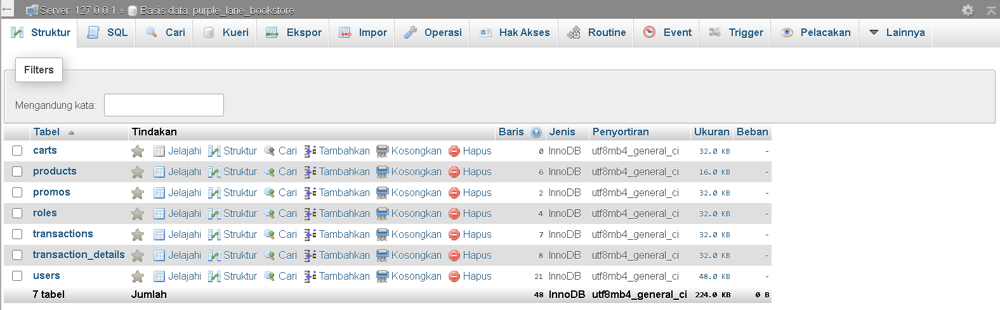 ← Server: 127.0.0.1 » Basis data: purple_lane_bookstore
Struktur SQL Cari Kueri Ekspor Impor Operasi Hak Akses Routine Event Trigger Pelacakan Lainnya
Filters
Mengandung kata:
Tabel Tindakan Baris Jenis Penyortiran Ukuran Beban
carts Jelajahi Struktur Cari Tambahkan Kosongkan Hapus 0 InnoDB utf8mb4_general_ci 32.0 KB -
products Jelajahi Struktur Cari Tambahkan Kosongkan Hapus 6 InnoDB utf8mb4_general_ci 16.0 KB -
promos Jelajahi Struktur Cari Tambahkan Kosongkan Hapus 2 InnoDB utf8mb4_general_ci 32.0 KB -
roles Jelajahi Struktur Cari Tambahkan Kosongkan Hapus 4 InnoDB utf8mb4_general_ci 32.0 KB -
transactions Jelajahi Struktur Cari Tambahkan Kosongkan Hapus 7 InnoDB utf8mb4_general_ci 32.0 KB -
transaction_details Jelajahi Struktur Cari Tambahkan Kosongkan Hapus 8 InnoDB utf8mb4_general_ci 32.0 KB -
users Jelajahi Struktur Cari Tambahkan Kosongkan Hapus 21 InnoDB utf8mb4_general_ci 48.0 KB -
7 tabel Jumlah 48 InnoDB utf8mb4_general_ci 224.0 KB 0 B